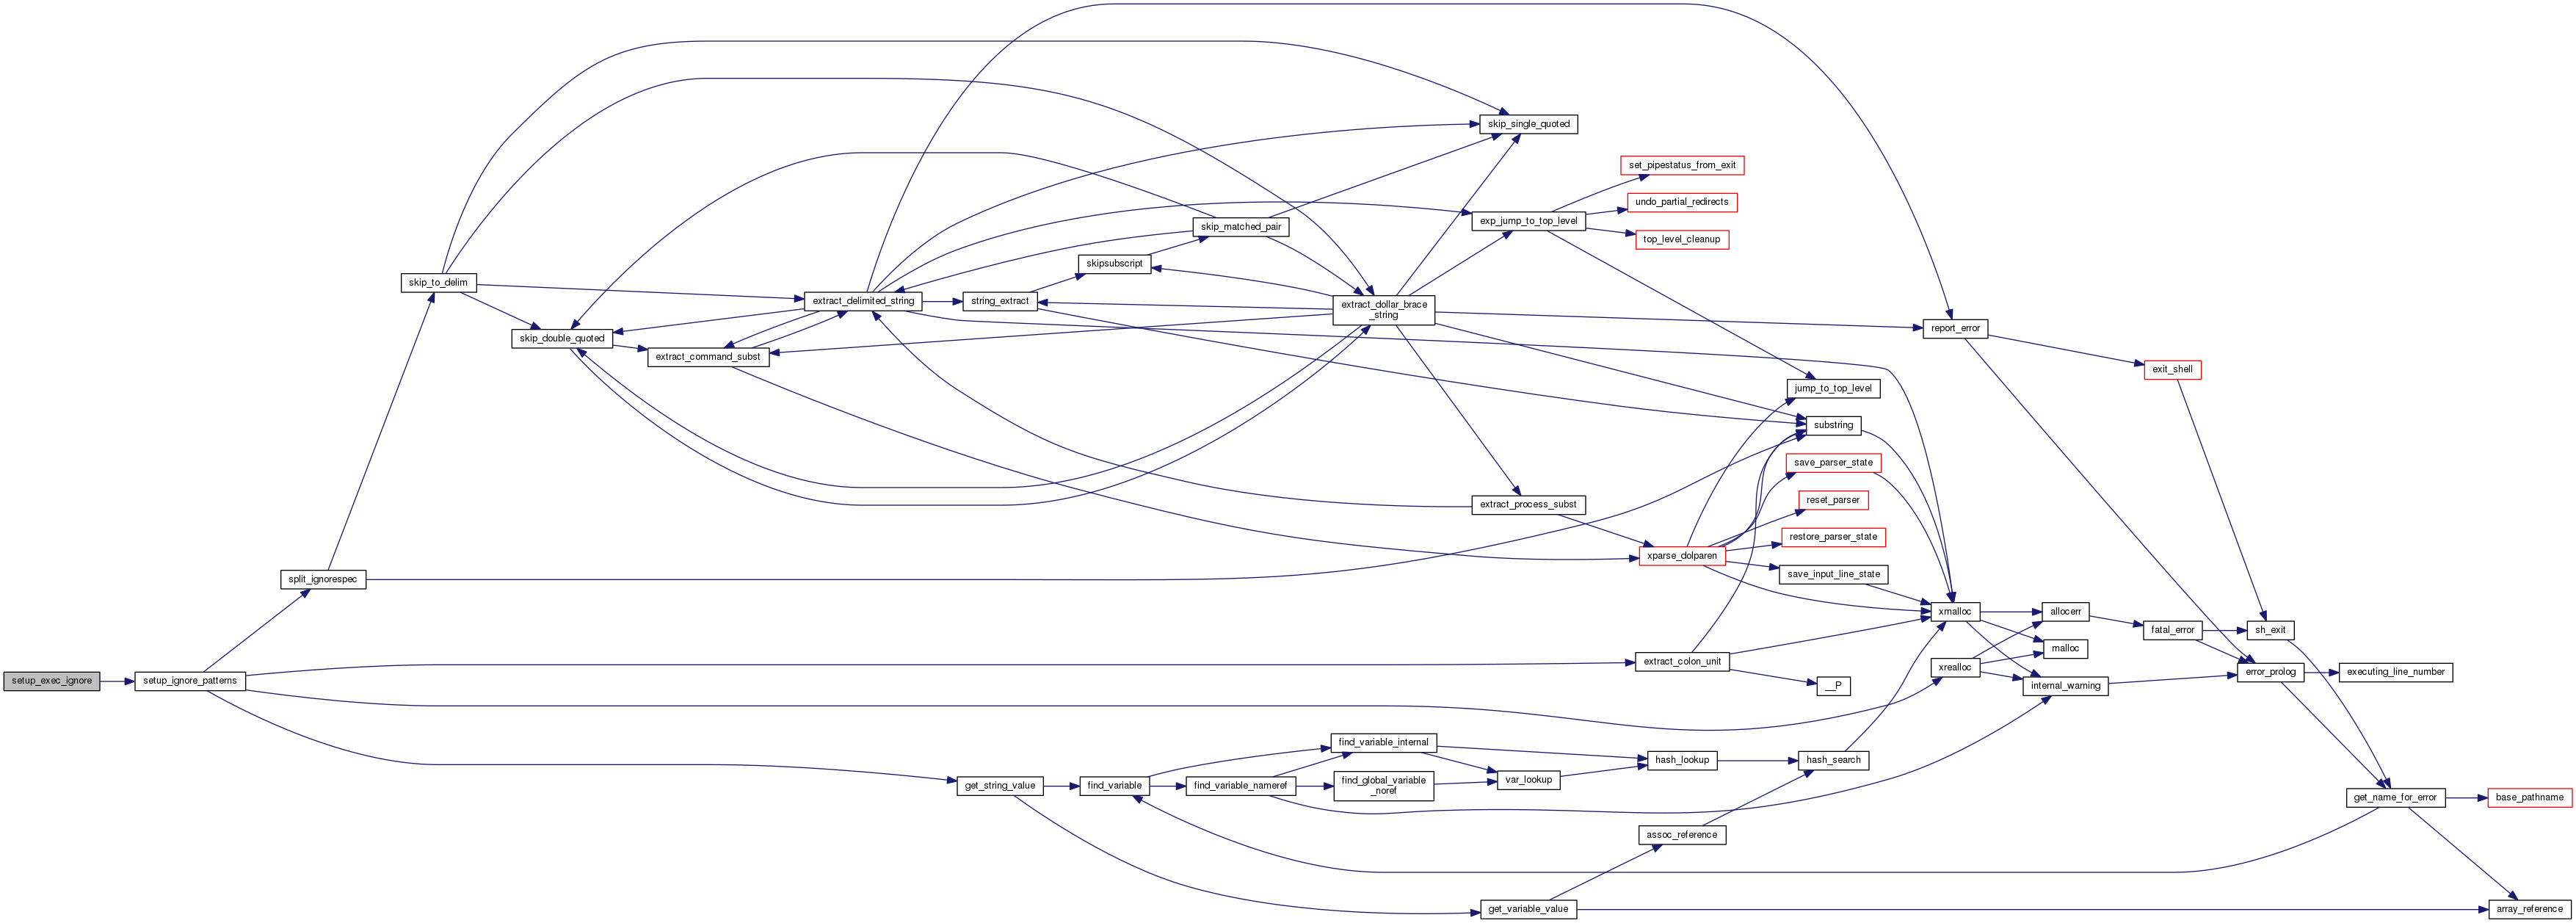 setup_exec_ignore
setup_ignore_patterns
split_ignorespec
skip_to_delim
skip_double_quoted
extract_command_subst
extract_delimited_string
get_string_value
string_extract
skipsubscript
find_variable
skip_matched_pair
find_variable_nameref
extract_dollar_brace
_string
find_variable_internal
find_global_variable
_noref
skip_single_quoted
exp_jump_to_top_level
extract_process_subst
var_lookup
get_variable_value
set_pipestatus_from_exit
undo_partial_redirects
top_level_cleanup
xparse_dolparen
extract_colon_unit
hash_lookup
assoc_reference
jump_to_top_level
substring
save_parser_state
reset_parser
restore_parser_state
save_input_line_state
__P
hash_search
report_error
xmalloc
xrealloc
allocerr
malloc
internal_warning
exit_shell
fatal_error
sh_exit
error_prolog
executing_line_number
get_name_for_error
base_pathname
array_reference